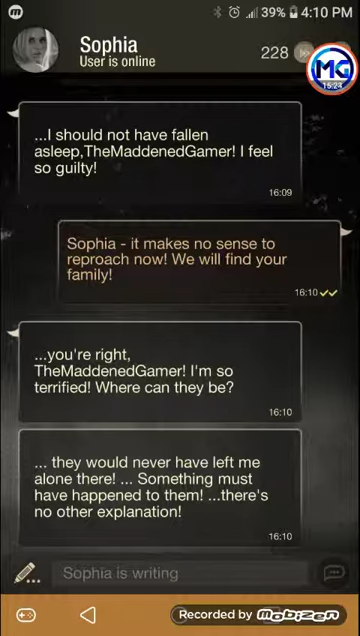 39% 4:10 PM
Sophia
User is online
228
MG
15:24
...I should not have fallen
asleep,TheMaddenedGamer! I feel
so guilty!
16:09
Sophia - it makes no sense to
reproach now! We will find your
family!
16:10
...you're right,
TheMaddenedGamer! I'm so
terrified! Where can they be?
16:10
... they would never have left me
alone there! ... Something must
have happened to them! ...there's
no other explanation!
16:10
Sophia is writing
Recorded by mobizen